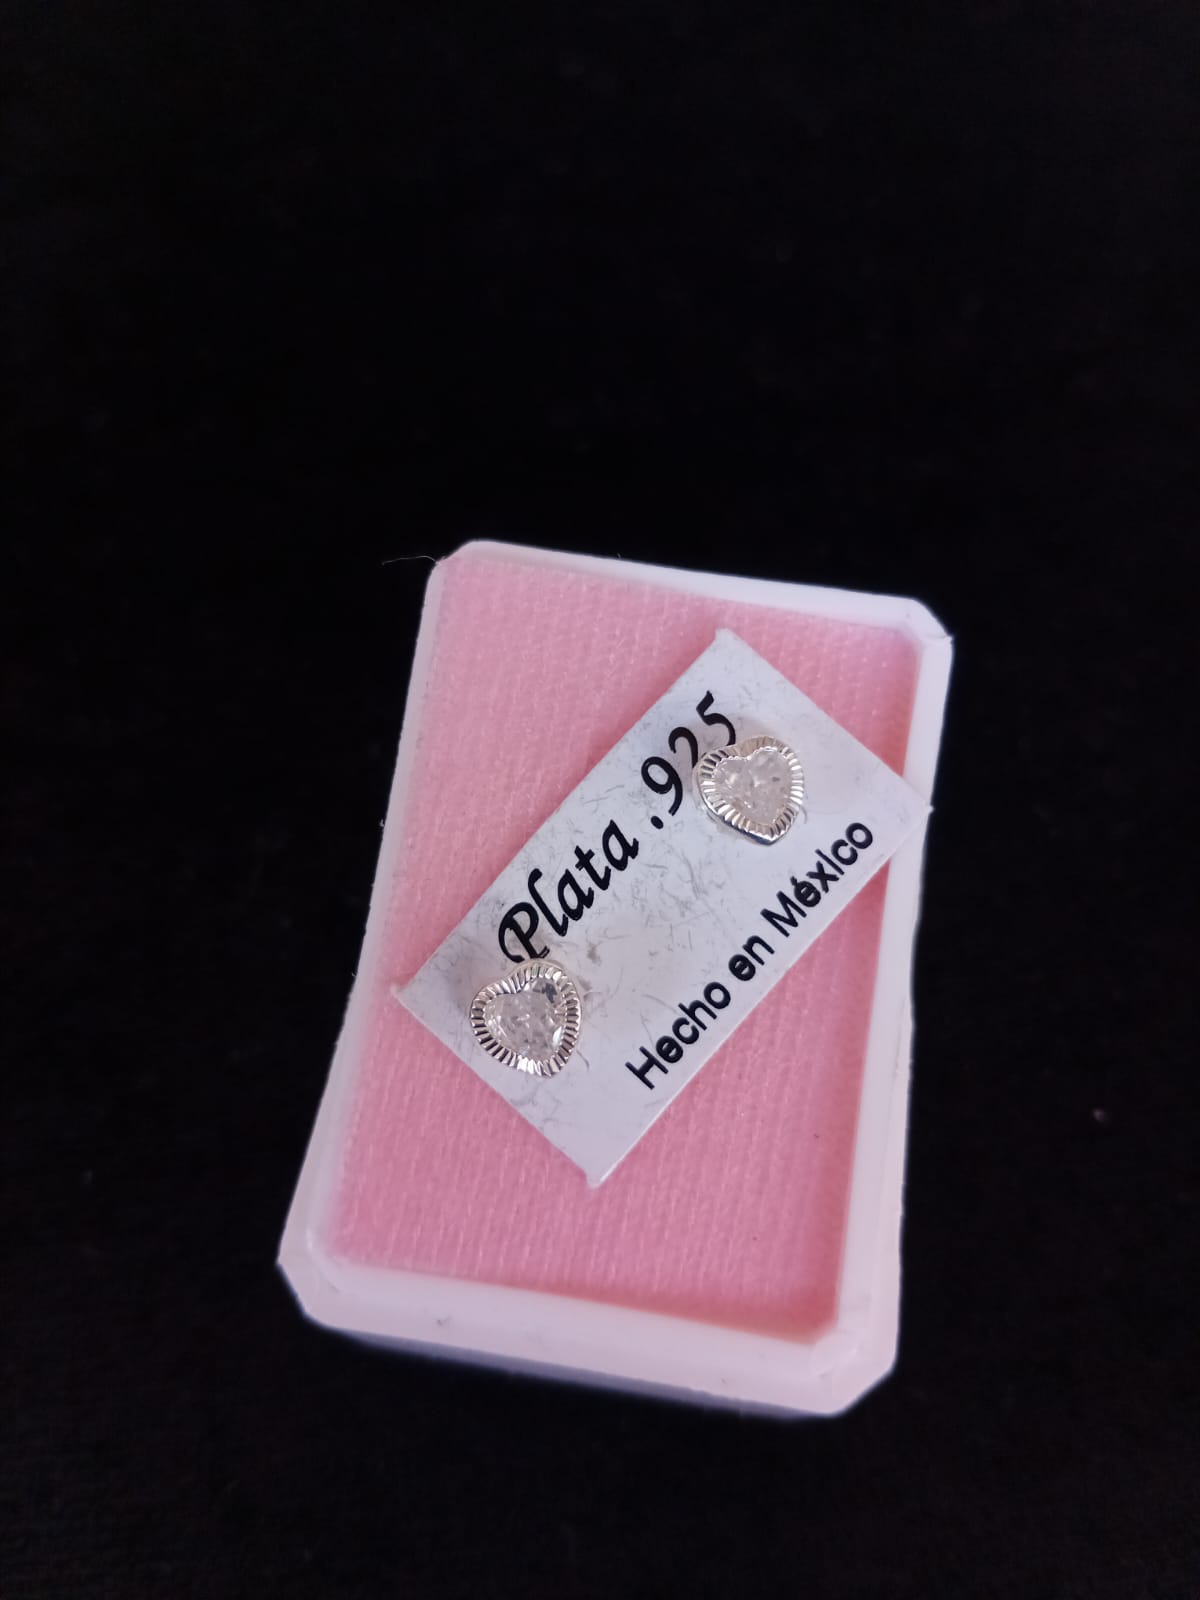 Plata .925
Hecho en México